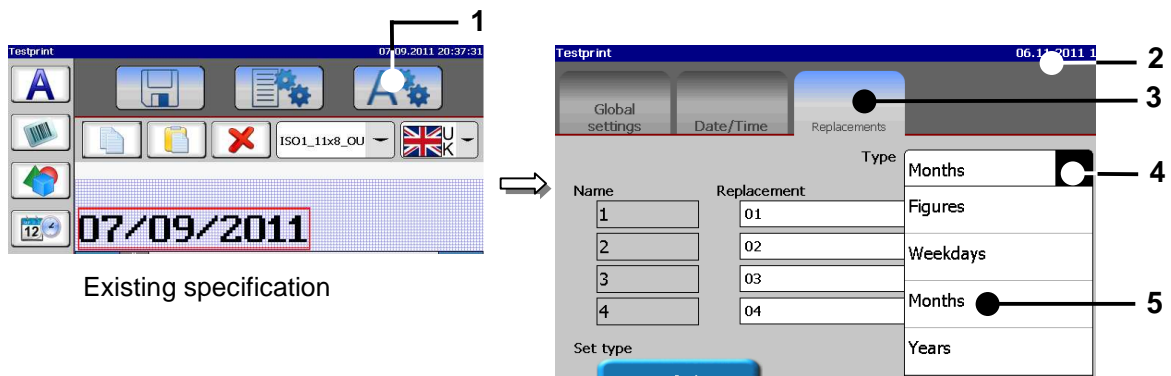 1
Testprint 07.09.2011 20:37:31
A A
ISO1_11x8_OU UK
12 07/09/2011
Existing specification
Testprint 06.11.2011 1
2
3
Global settings Date/Time Replacements
Type Months
4
Name Replacement
1 01 Figures
2 02 Weekdays
3 03 Months
5
4 04 Years
Set type